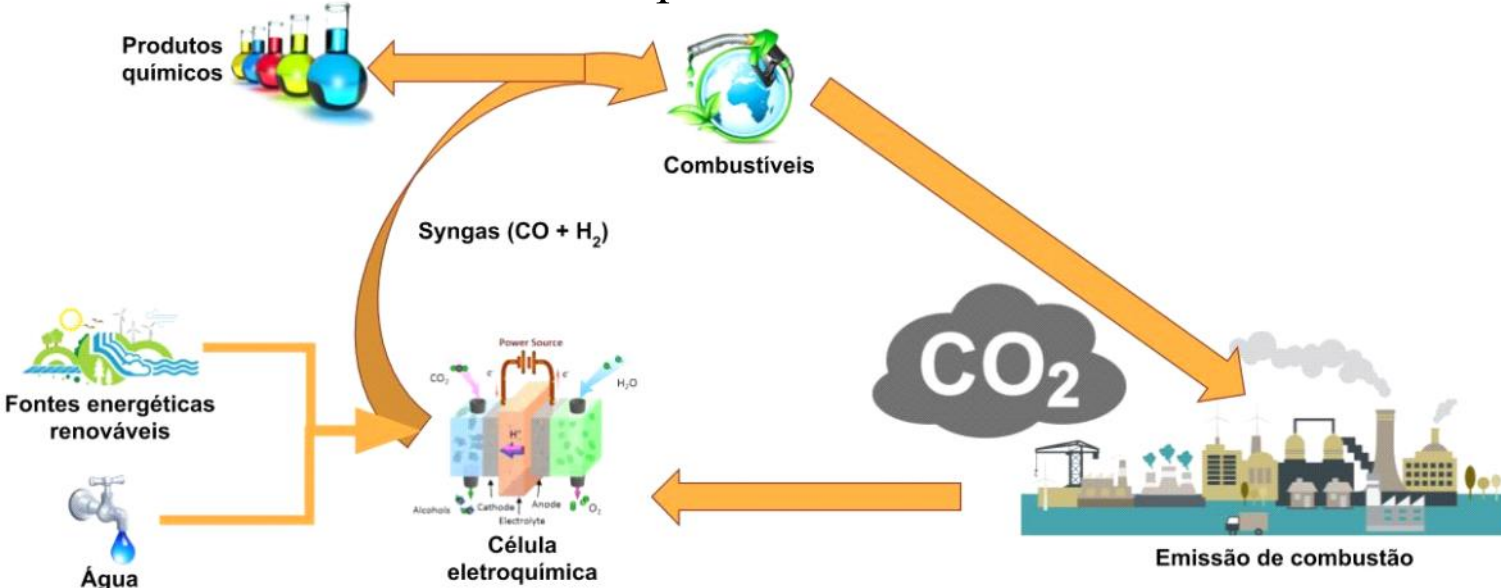 Produtos
químicos
Combustíveis
Syngas (CO + H₂)
CO₂
Fontes energéticas
renováveis
Power Source
CO₂
e⁻
e⁻
H₂O
H⁺
Alcohols
Cathode
Anode
O₂
Electrolyte
Célula
eletroquímica
Água
Emissão de combustão